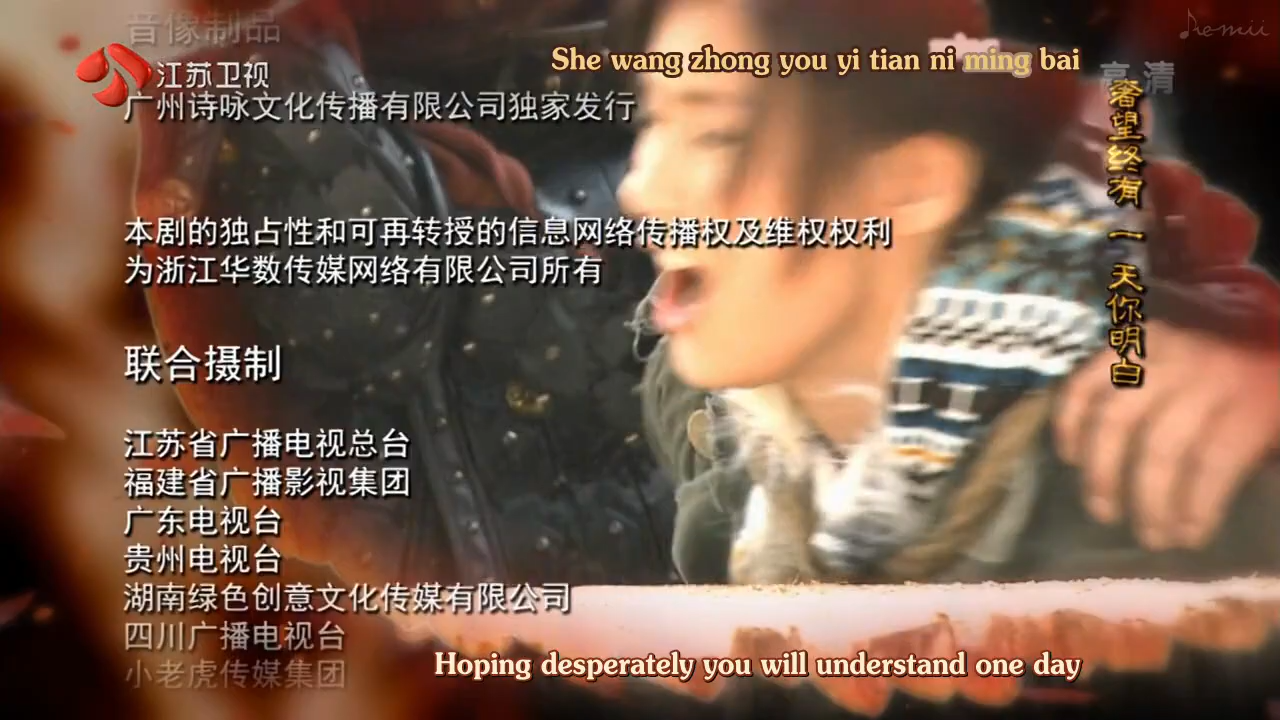 音像制品
江苏卫视
广州诗咏文化传播有限公司独家发行
She wang zhong you yi tian ni ming bai
高清
奢望终有一天你明白
本剧的独占性和可再转授的信息网络传播权及维权权利
为浙江华数传媒网络有限公司所有
联合摄制
江苏省广播电视总台
福建省广播影视集团
广东电视台
贵州电视台
湖南绿色创意文化传媒有限公司
四川广播电视台
小老虎传媒集团
Hoping desperately you will understand one day